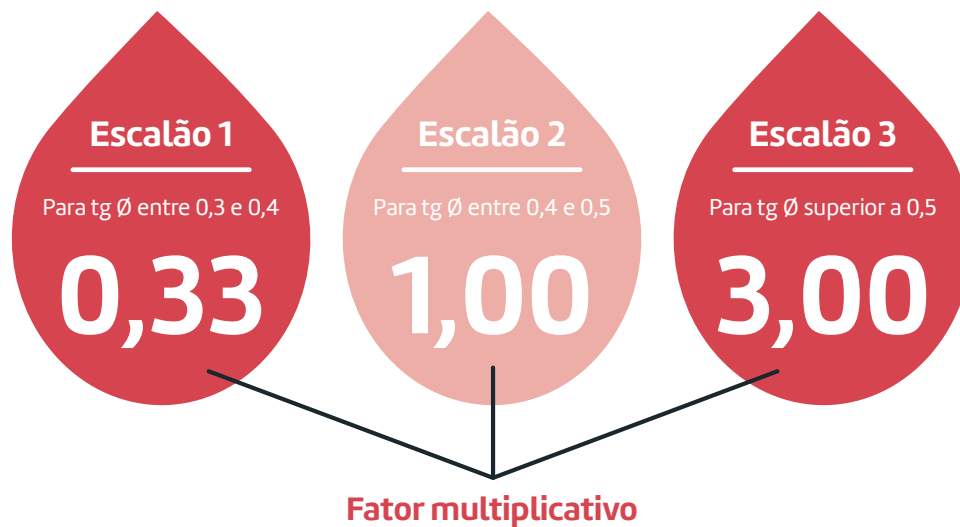 Escalão 1
Para tg Ø entre 0,3 e 0,4
0,33
Escalão 2
Para tg Ø entre 0,4 e 0,5
1,00
Escalão 3
Para tg Ø superior a 0,5
3,00
Fator multiplicativo